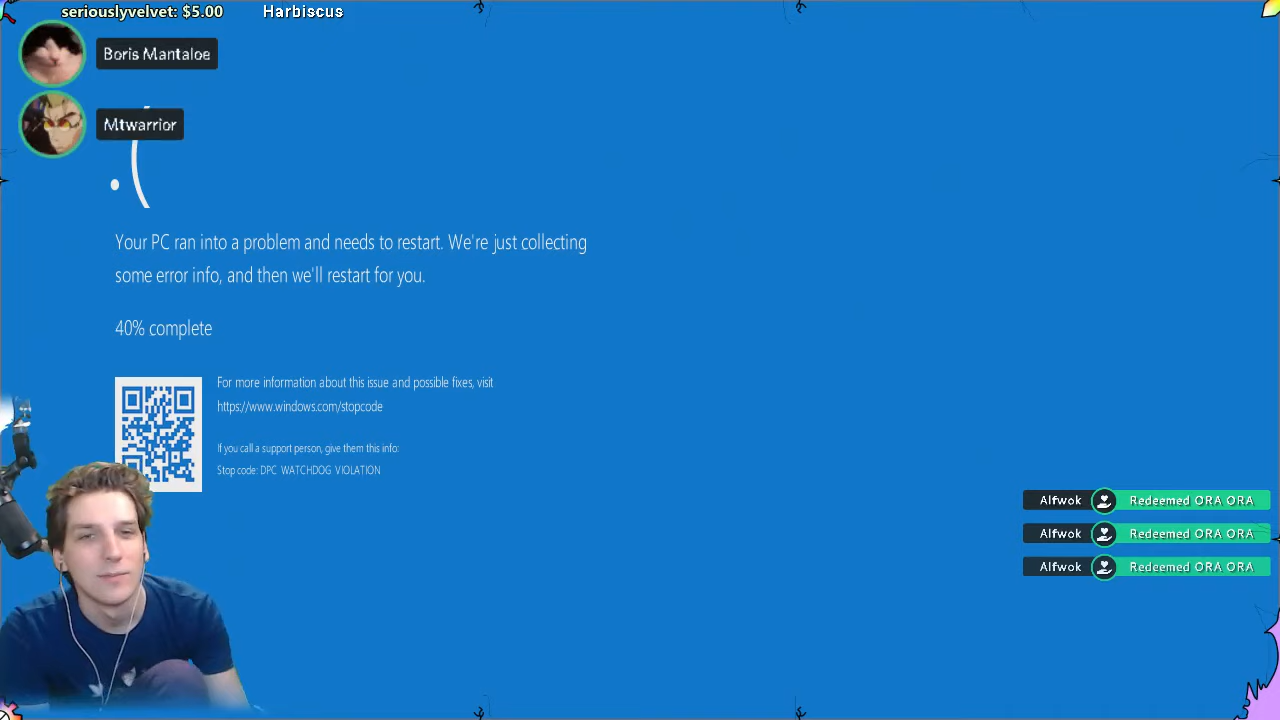 seriouslyvelvet: $5.00 Harbiscus
Boris Mantaloe
Mtwarrior
:(
Your PC ran into a problem and needs to restart. We're just collecting
some error info, and then we'll restart for you.
40% complete
For more information about this issue and possible fixes, visit
https://www.windows.com/stopcode
If you call a support person, give them this info:
Stop code: DPC_WATCHDOG_VIOLATION
Alfwok Redeemed ORA ORA
Alfwok Redeemed ORA ORA
Alfwok Redeemed ORA ORA